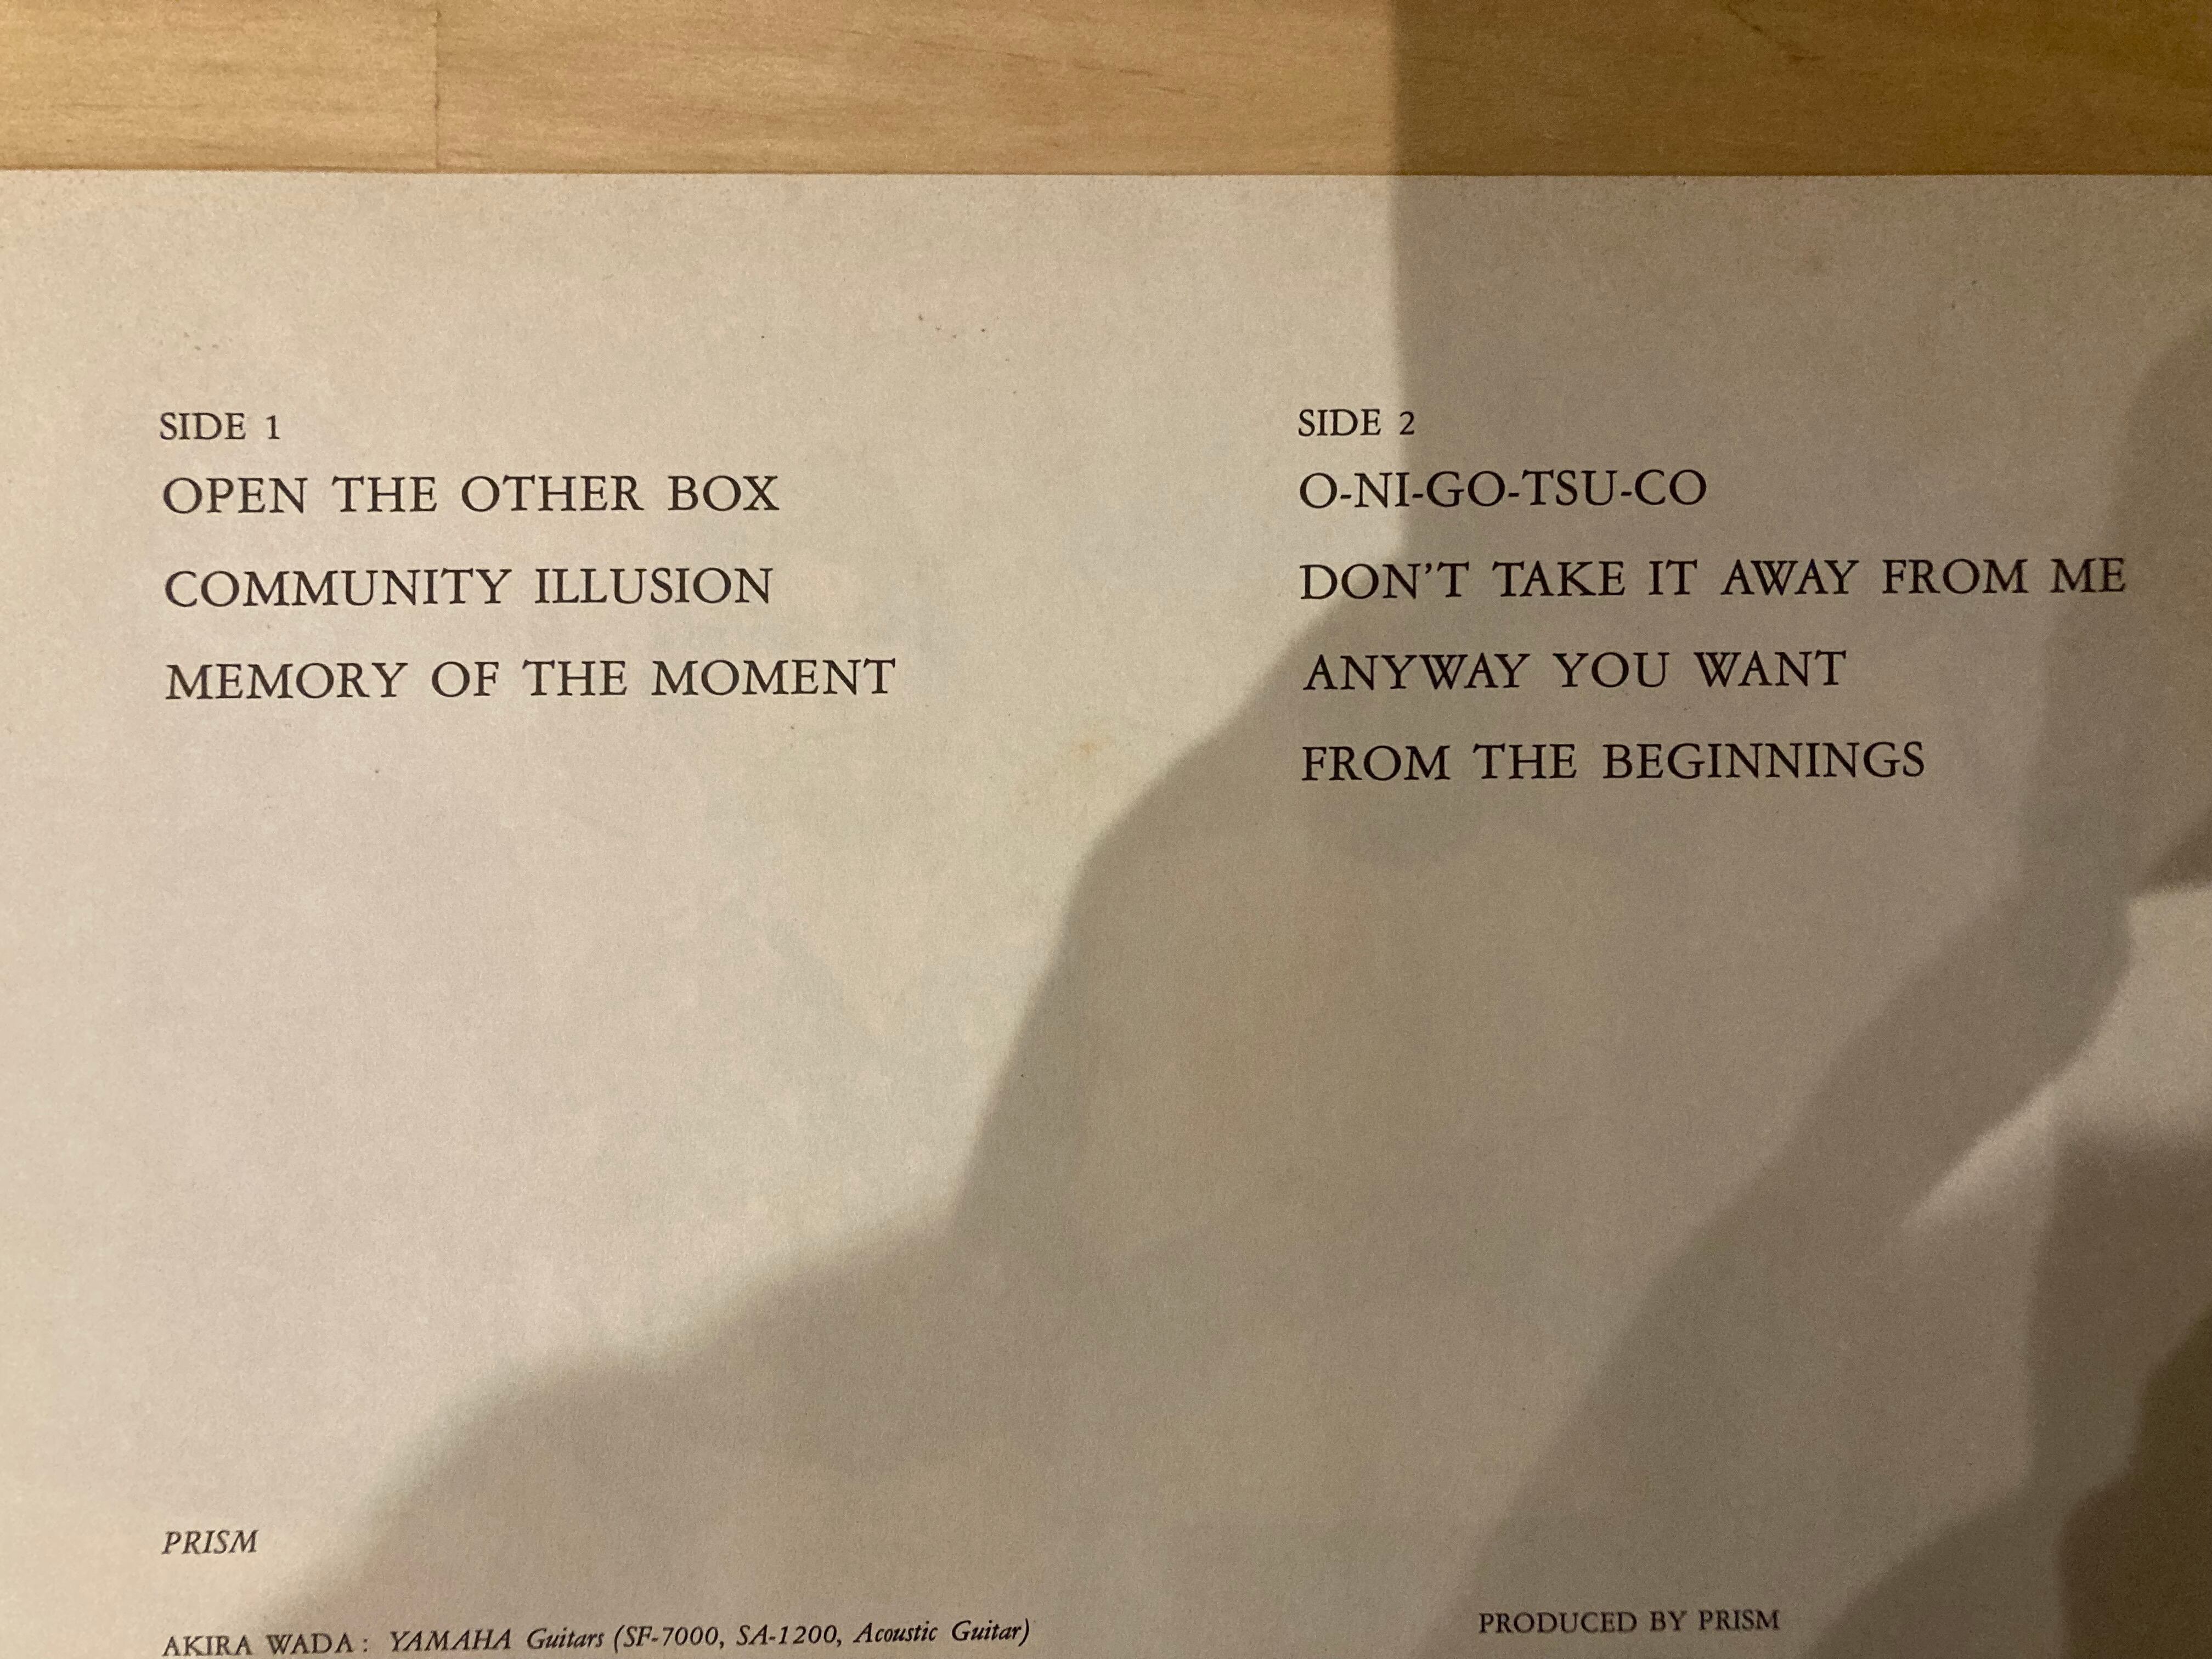 SIDE 1
OPEN THE OTHER BOX
COMMUNITY ILLUSION
MEMORY OF THE MOMENT
SIDE 2
O-NI-GO-TSU-CO
DON'T TAKE IT AWAY FROM ME
ANYWAY YOU WANT
FROM THE BEGINNINGS
PRISM
AKIRA WADA: YAMAHA Guitars (SF-7000, SA-1200, Acoustic Guitar)
PRODUCED BY PRISM